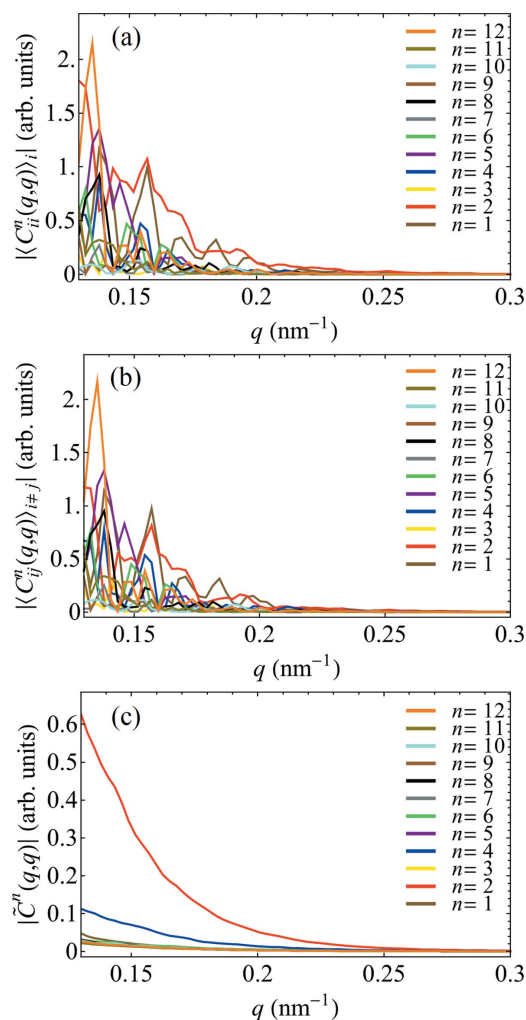 (a)
|⟨C^n_ii(q,q)⟩_i| (arb. units)
2.
1.5
1.
0.5
0
0.15
0.2
0.25
0.3
q (nm⁻¹)
n= 12
n= 11
n= 10
n= 9
n= 8
n= 7
n= 6
n= 5
n= 4
n= 3
n= 2
n= 1
(b)
|⟨C^n_ij(q,q)⟩_i≠j| (arb. units)
2.
1.5
1.
0.5
0
0.15
0.2
0.25
0.3
q (nm⁻¹)
n= 12
n= 11
n= 10
n= 9
n= 8
n= 7
n= 6
n= 5
n= 4
n= 3
n= 2
n= 1
(c)
|C̃^n(q,q)| (arb. units)
0.6
0.5
0.4
0.3
0.2
0.1
0
0.15
0.2
0.25
0.3
q (nm⁻¹)
n= 12
n= 11
n= 10
n= 9
n= 8
n= 7
n= 6
n= 5
n= 4
n= 3
n= 2
n= 1